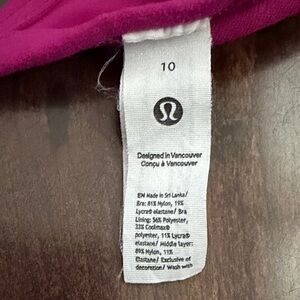 10
Designed in Vancouver
Conçu à Vancouver
EN Made in Sri Lanka/
Bra: 81% Nylon, 19%
Lycra® elastane/ Bra
Lining: 56% Polyester,
33% Coolmax®
polyester, 11% Lycra®
elastane/ Middle layer:
89% Nylon, 11%
Elastane/ Exclusive of
decoration/ Wash with